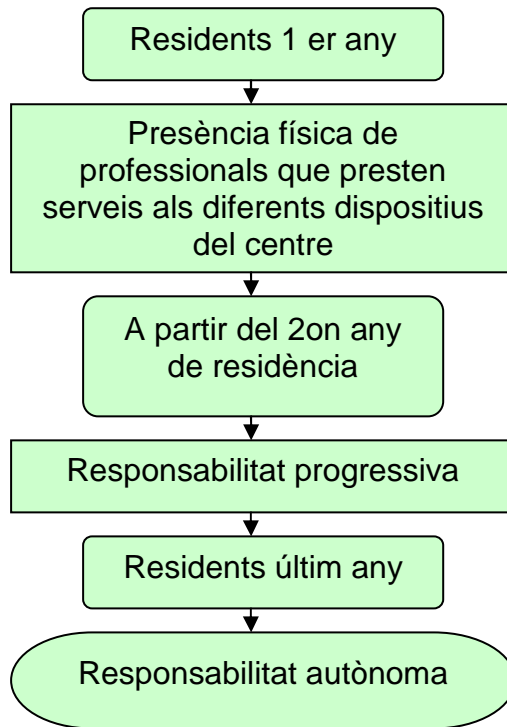 Residents 1 er any
Presència física de
professionals que presten
serveis als diferents dispositius
del centre
A partir del 2on any
de residència
Responsabilitat progressiva
Residents últim any
Responsabilitat autònoma